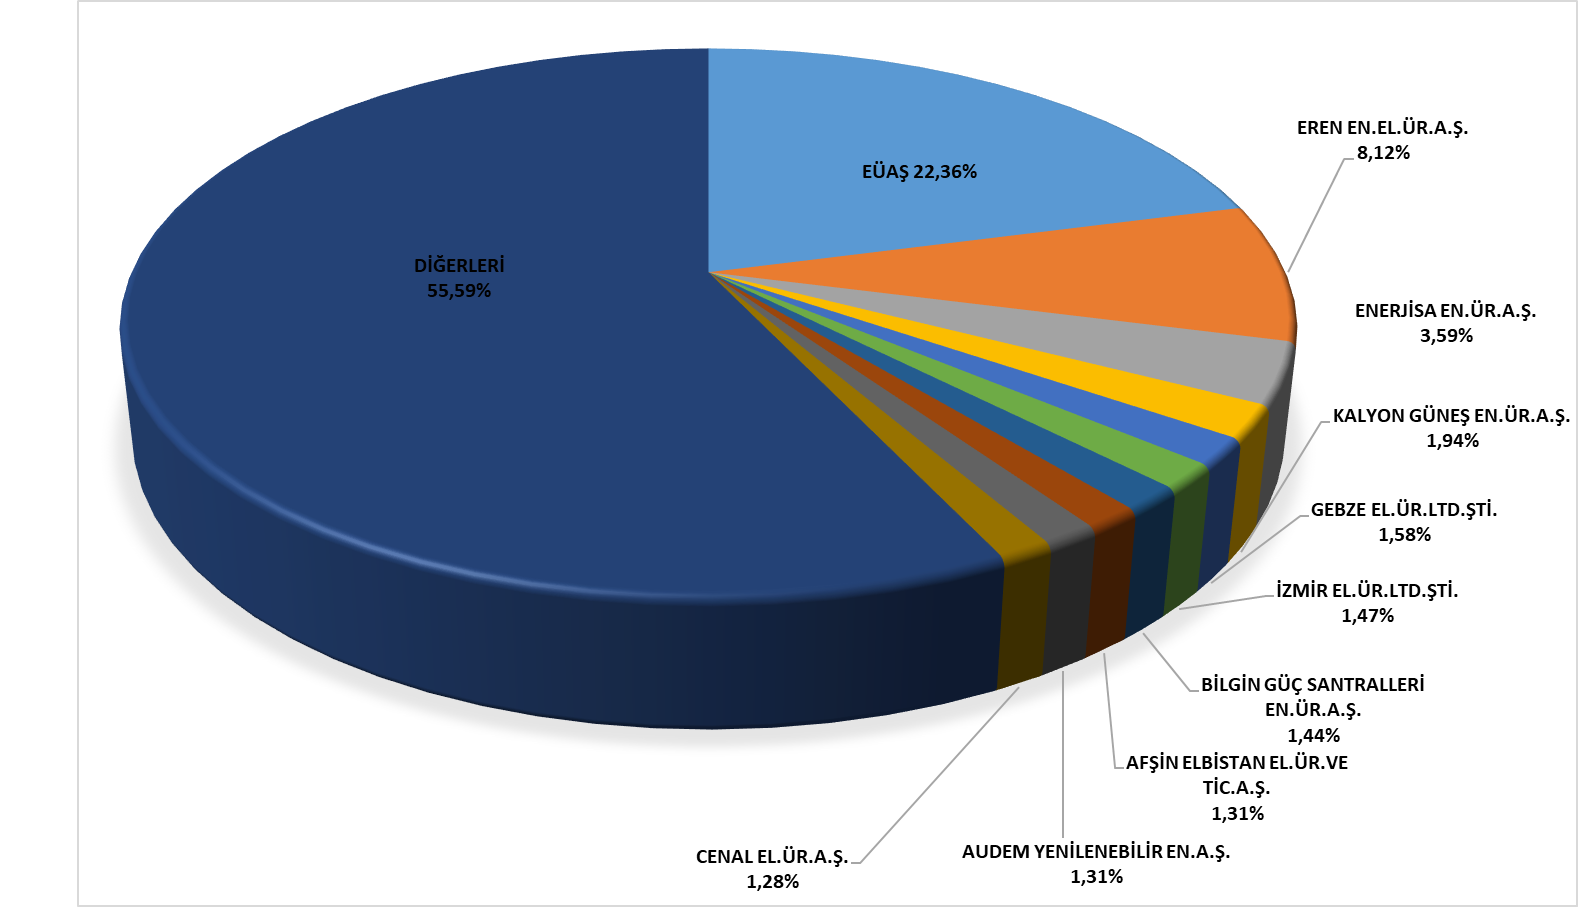 EÜAŞ 22,36%
EREN EN.EL.ÜR.A.Ş.
8,12%
ENERJİSA EN.ÜR.A.Ş.
3,59%
KALYON GÜNEŞ EN.ÜR.A.Ş.
1,94%
GEBZE EL.ÜR.LTD.ŞTİ.
1,58%
İZMİR EL.ÜR.LTD.ŞTİ.
1,47%
BİLGİN GÜÇ SANTRALLERİ
EN.ÜR.A.Ş.
1,44%
AFŞİN ELBİSTAN EL.ÜR.VE
TİC.A.Ş.
1,31%
AUDEM YENİLENEBİLİR EN.A.Ş.
1,31%
CENAL EL.ÜR.A.Ş.
1,28%
DİĞERLERİ
55,59%